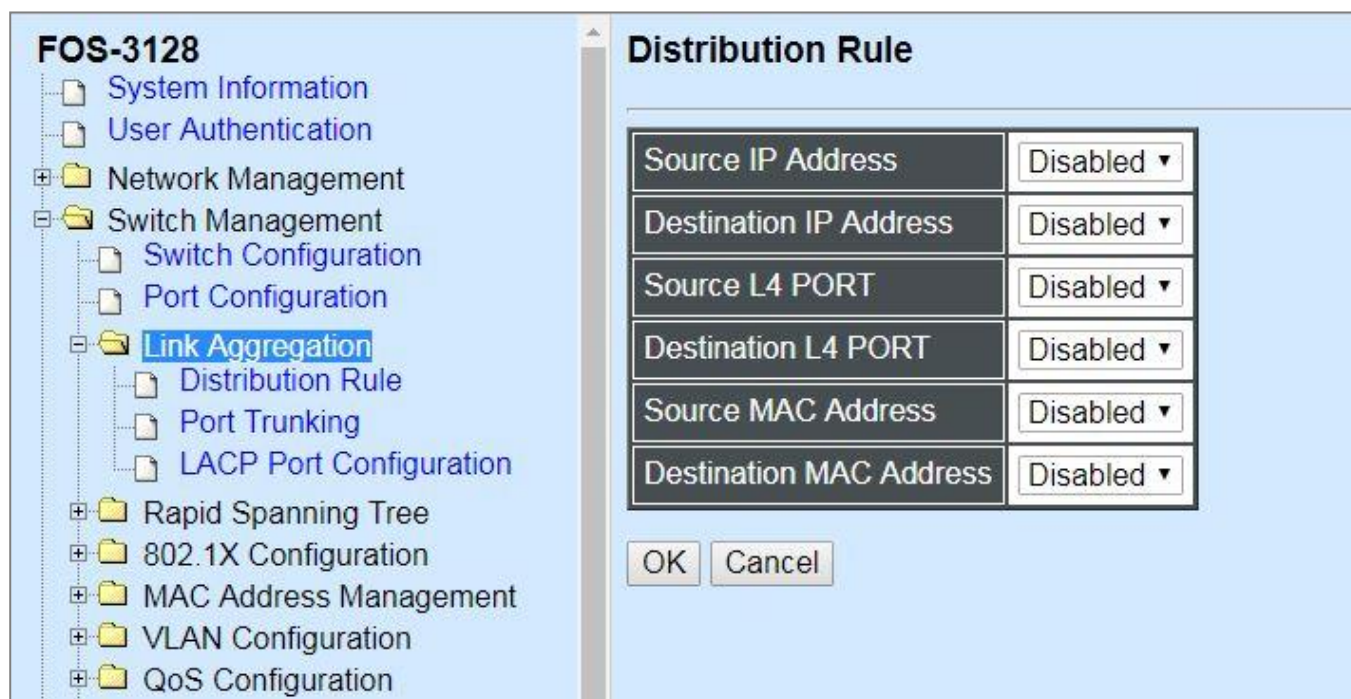 FOS-3128
System Information
User Authentication
Network Management
Switch Management
Switch Configuration
Port Configuration
Link Aggregation
Distribution Rule
Port Trunking
LACP Port Configuration
Rapid Spanning Tree
802.1X Configuration
MAC Address Management
VLAN Configuration
QoS Configuration
Distribution Rule
Source IP Address Disabled
Destination IP Address Disabled
Source L4 PORT Disabled
Destination L4 PORT Disabled
Source MAC Address Disabled
Destination MAC Address Disabled
OK Cancel